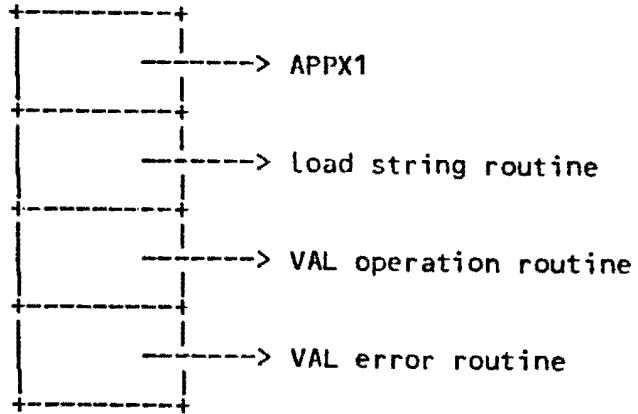 APPX1
Load string routine
VAL operation routine
VAL error routine